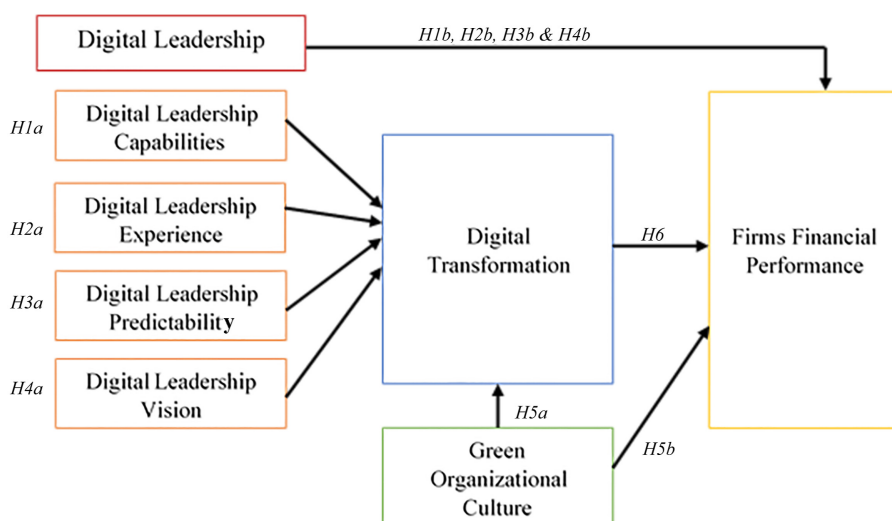 Digital Leadership
H1b, H2b, H3b & H4b
H1a
Digital Leadership
Capabilities
H2a
Digital Leadership
Experience
H3a
Digital Leadership
Predictability
H4a
Digital Leadership
Vision
Digital
Transformation
H6
Firms Financial
Performance
H5a
H5b
Green
Organizational
Culture